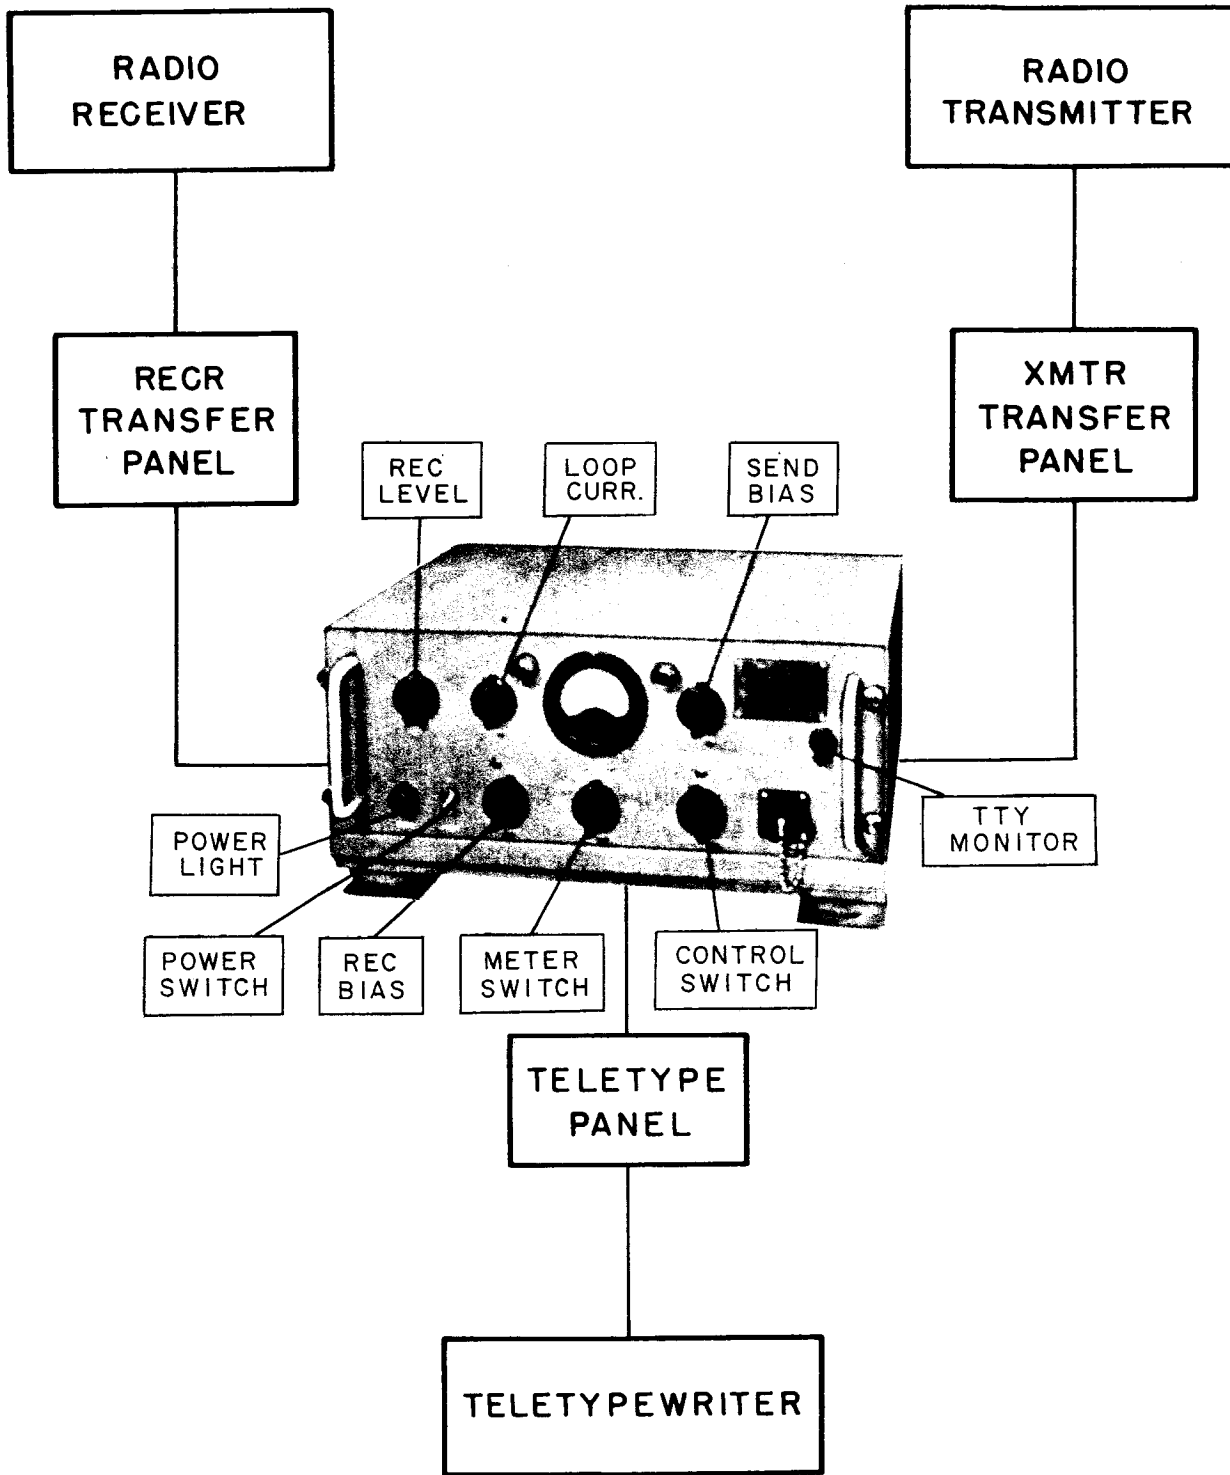 RADIO
RECEIVER
RADIO
TRANSMITTER
RECR
TRANSFER
PANEL
XMTR
TRANSFER
PANEL
REC
LEVEL
LOOP
CURR.
SEND
BIAS
POWER
LIGHT
TTY
MONITOR
POWER
SWITCH
REC
BIAS
METER
SWITCH
CONTROL
SWITCH
TELETYPE
PANEL
TELETYPEWRITER